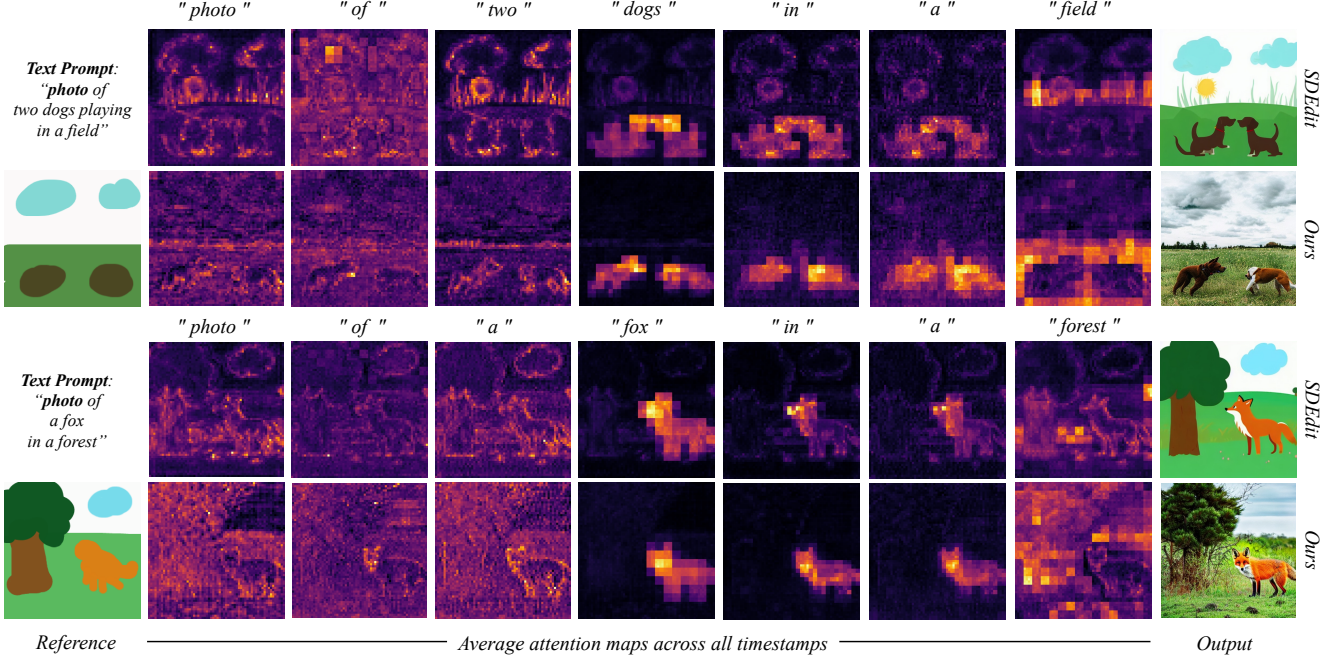 " photo " " of " " two " " dogs " " in " " a " " field "
Text Prompt:
“photo of
two dogs playing
in a field”
SDEdit
Ours
" photo " " of " " a " " fox " " in " " a " " forest "
Text Prompt:
“photo of
a fox
in a forest”
SDEdit
Ours
Reference Average attention maps across all timestamps Output